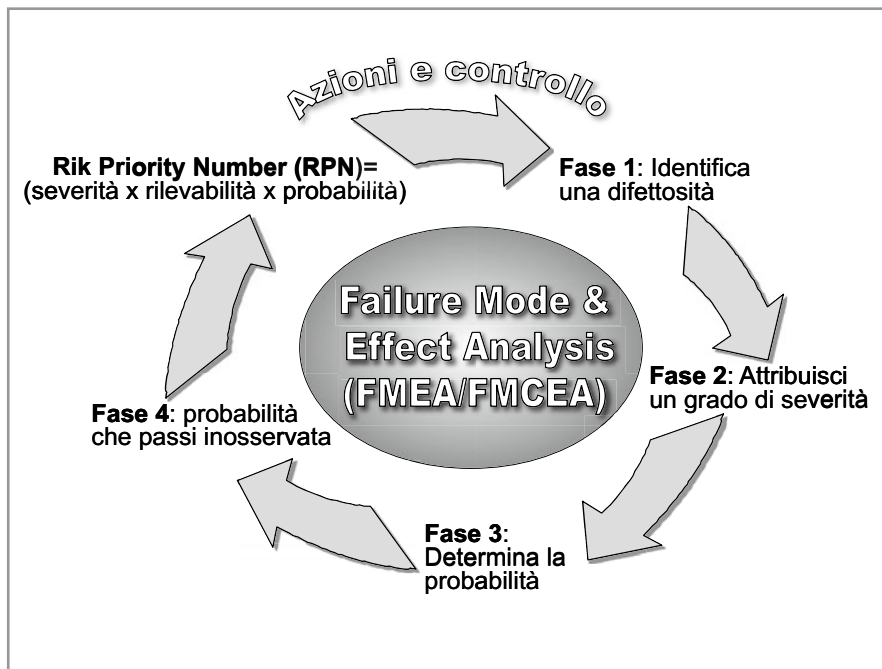 Azioni e controllo
Rik Priority Number (RPN)=
(severità x rilevabilità x probabilità)
Fase 1: Identifica
una difettosità
Failure Mode &
Effect Analysis
(FMEA/FMCEA)
Fase 2: Attribuisci
un grado di severità
Fase 3:
Determina la
probabilità
Fase 4: probabilità
che passi inosservata